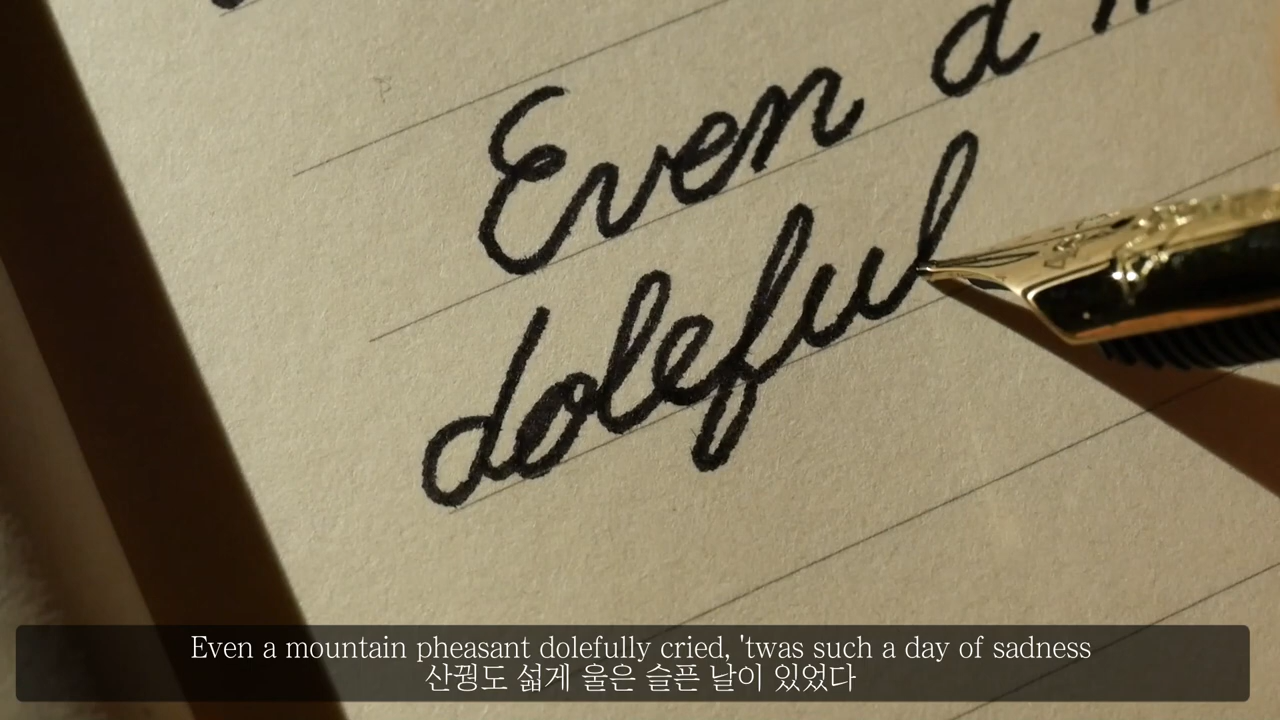 Even a
doleful
Even a mountain pheasant dolefully cried, 'twas such a day of sadness
산꿩도 섧게 울은 슬픈 날이 있었다